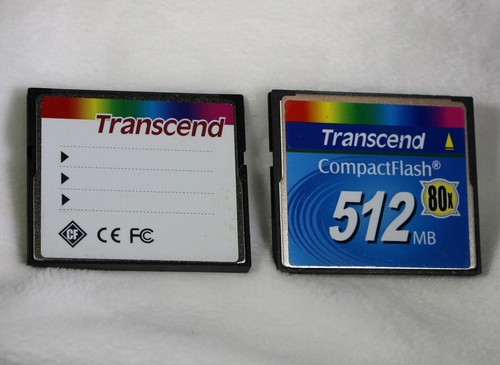 Transcend
CF CE FC
Transcend
CompactFlash®
80x
512 MB